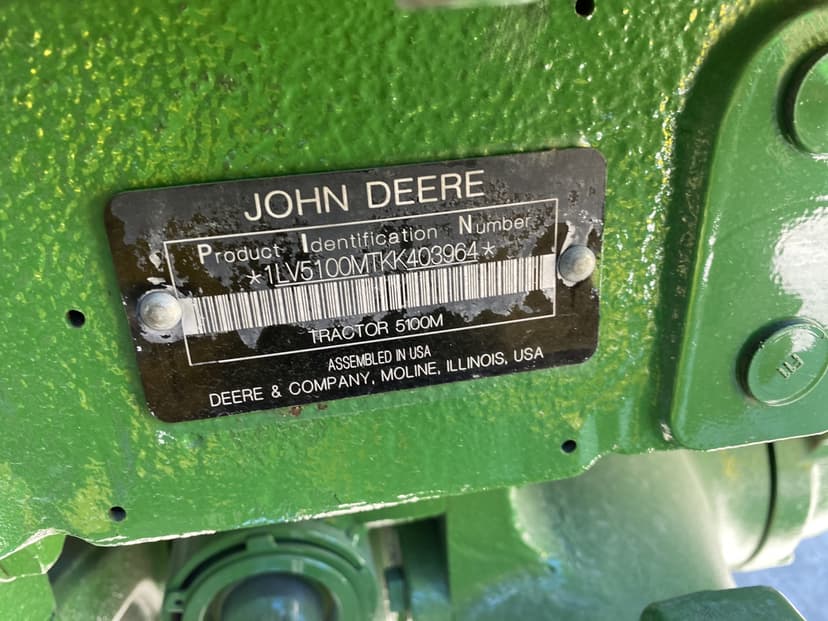 JOHN DEERE
Product Identification Number
*1LV5100MTKK403964*
TRACTOR 5100M
ASSEMBLED IN USA
DEERE & COMPANY, MOLINE, ILLINOIS, USA